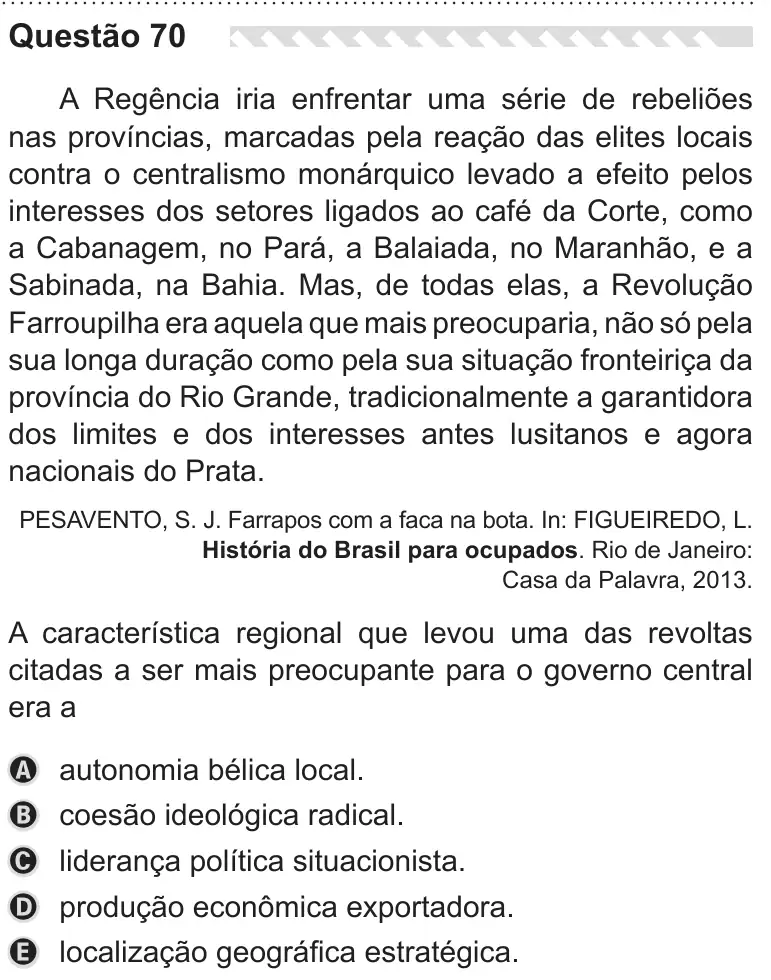 Questão 70
A Regência iria enfrentar uma série de rebeliões
nas províncias, marcadas pela reação das elites locais
contra o centralismo monárquico levado a efeito pelos
interesses dos setores ligados ao café da Corte, como
a Cabanagem, no Pará, a Balaiada, no Maranhão, e a
Sabinada, na Bahia. Mas, de todas elas, a Revolução
Farroupilha era aquela que mais preocuparia, não só pela
sua longa duração como pela sua situação fronteiriça da
província do Rio Grande, tradicionalmente a garantidora
dos limites e dos interesses antes lusitanos e agora
nacionais do Prata.
PESAVENTO, S. J. Farrapos com a faca na bota. In: FIGUEIREDO, L.
História do Brasil para ocupados. Rio de Janeiro:
Casa da Palavra, 2013.
A característica regional que levou uma das revoltas
citadas a ser mais preocupante para o governo central
era a
A autonomia bélica local.
B coesão ideológica radical.
C liderança política situacionista.
D produção econômica exportadora.
E localização geográfica estratégica.